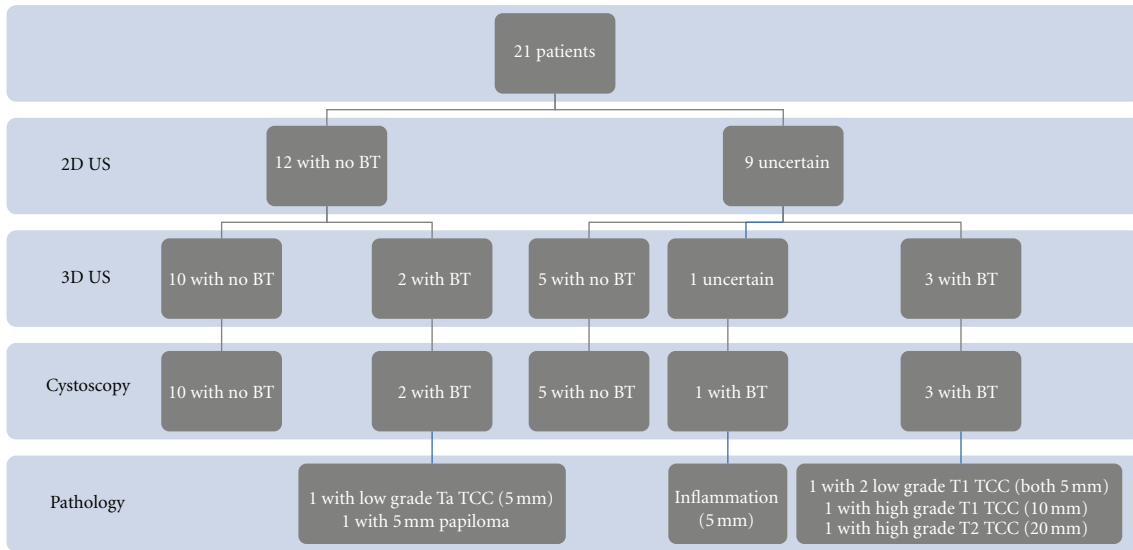 21 patients
2D US
12 with no BT
9 uncertain
3D US
10 with no BT
2 with BT
5 with no BT
1 uncertain
3 with BT
Cystoscopy
10 with no BT
2 with BT
5 with no BT
1 with BT
3 with BT
Pathology
1 with low grade Ta TCC (5 mm)
1 with 5 mm papiloma
Inflammation
(5 mm)
1 with 2 low grade T1 TCC (both 5 mm)
1 with high grade T1 TCC (10 mm)
1 with high grade T2 TCC (20 mm)